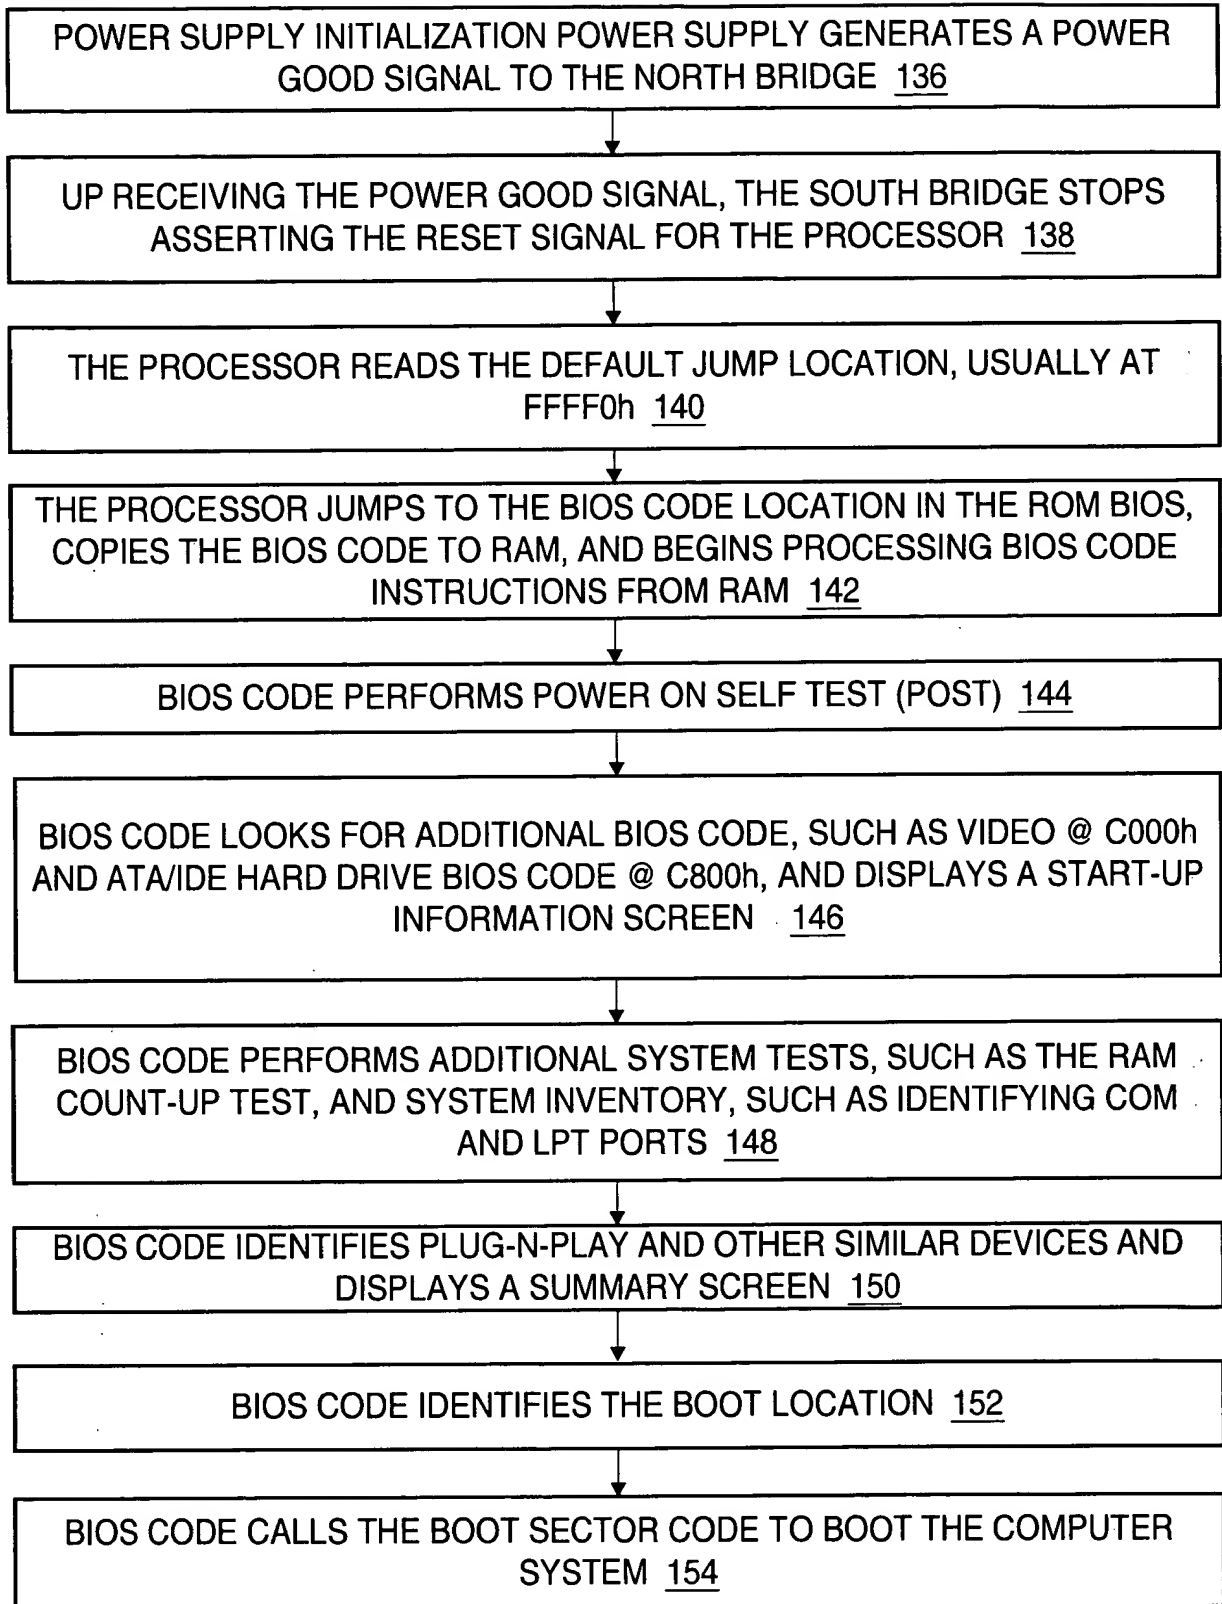 POWER SUPPLY INITIALIZATION POWER SUPPLY GENERATES A POWER
GOOD SIGNAL TO THE NORTH BRIDGE 136
UP RECEIVING THE POWER GOOD SIGNAL, THE SOUTH BRIDGE STOPS
ASSERTING THE RESET SIGNAL FOR THE PROCESSOR 138
THE PROCESSOR READS THE DEFAULT JUMP LOCATION, USUALLY AT
FFFF0h 140
THE PROCESSOR JUMPS TO THE BIOS CODE LOCATION IN THE ROM BIOS,
COPIES THE BIOS CODE TO RAM, AND BEGINS PROCESSING BIOS CODE
INSTRUCTIONS FROM RAM 142
BIOS CODE PERFORMS POWER ON SELF TEST (POST) 144
BIOS CODE LOOKS FOR ADDITIONAL BIOS CODE, SUCH AS VIDEO @ C000h
AND ATA/IDE HARD DRIVE BIOS CODE @ C800h, AND DISPLAYS A START-UP
INFORMATION SCREEN 146
BIOS CODE PERFORMS ADDITIONAL SYSTEM TESTS, SUCH AS THE RAM
COUNT-UP TEST, AND SYSTEM INVENTORY, SUCH AS IDENTIFYING COM
AND LPT PORTS 148
BIOS CODE IDENTIFIES PLUG-N-PLAY AND OTHER SIMILAR DEVICES AND
DISPLAYS A SUMMARY SCREEN 150
BIOS CODE IDENTIFIES THE BOOT LOCATION 152
BIOS CODE CALLS THE BOOT SECTOR CODE TO BOOT THE COMPUTER
SYSTEM 154